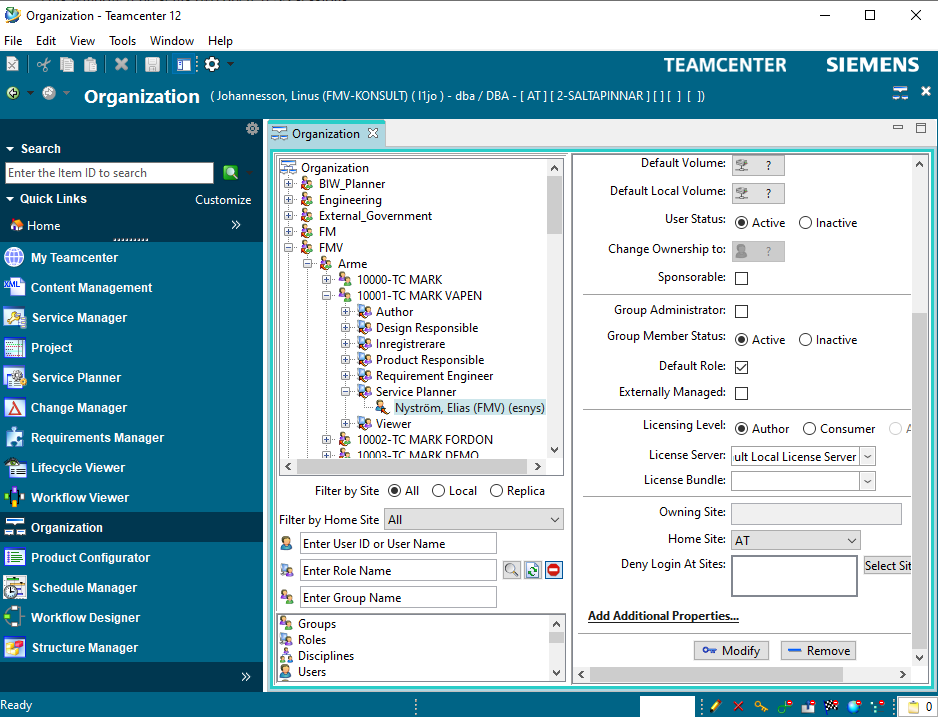 Organization - Teamcenter 12
File Edit View Tools Window Help
TEAMCENTER SIEMENS
Organization ( Johannesson, Linus (FMV-KONSULT) ( l1jo ) - dba / DBA - [ AT ] [ 2-SALTAPINNAR ] [ ] [ ] [ ])
Search
Enter the Item ID to search
Quick Links Customize
Home
My Teamcenter
Content Management
Service Manager
Project
Service Planner
Change Manager
Requirements Manager
Lifecycle Viewer
Workflow Viewer
Organization
Product Configurator
Schedule Manager
Workflow Designer
Structure Manager
Organization
Organization
BIW_Planner
Engineering
External_Government
FM
FMV
Arme
10000-TC MARK
10001-TC MARK VAPEN
Author
Design Responsible
Inregistrerare
Product Responsible
Requirement Engineer
Service Planner
Nyström, Elias (FMV) (esnys)
Viewer
10002-TC MARK FORDON
10003-TC MARK DEMO
Filter by Site All Local Replica
Filter by Home Site All
Enter User ID or User Name
Enter Role Name
Enter Group Name
Groups
Roles
Disciplines
Users
Default Volume: ?
Default Local Volume: ?
User Status: Active Inactive
Change Ownership to: ?
Sponsorable:
Group Administrator:
Group Member Status: Active Inactive
Default Role:
Externally Managed:
Licensing Level: Author Consumer
License Server: ult Local License Server
License Bundle:
Owning Site:
Home Site: AT
Deny Login At Sites: Select Sit
Add Additional Properties...
Modify Remove
Ready
0